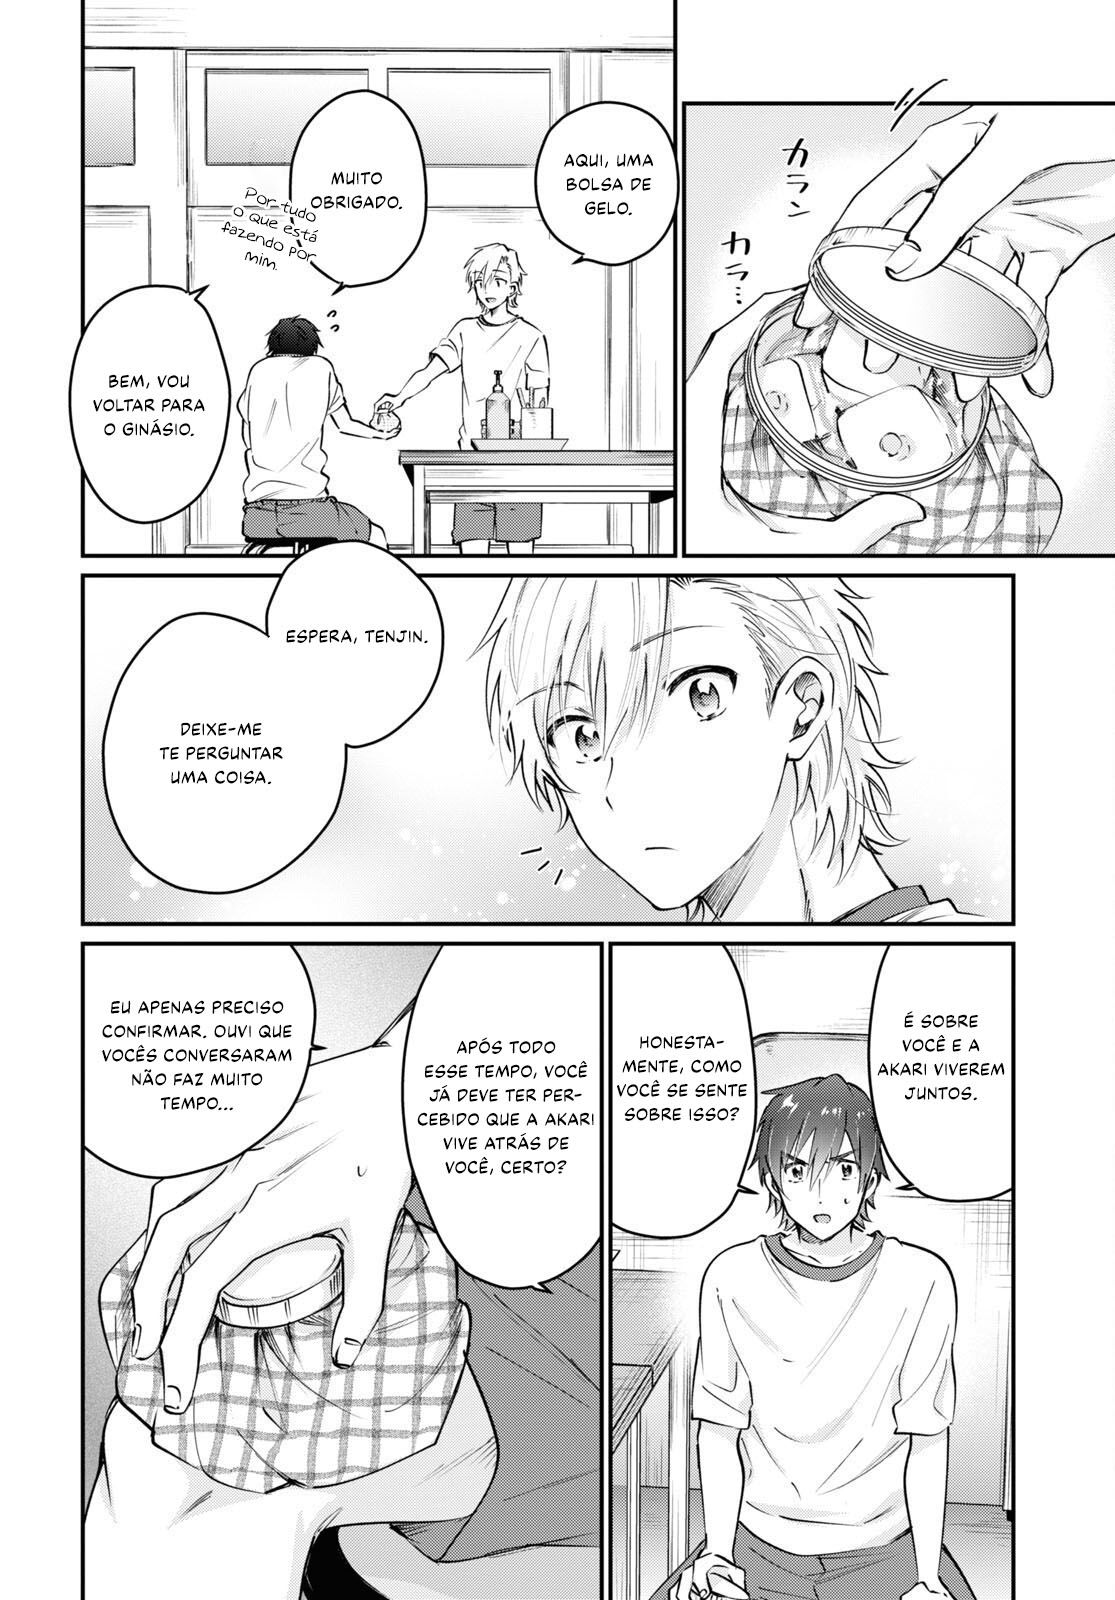 カラン
カラ…
AQUI, UMA
BOLSA DE
GELO.
MUITO
OBRIGADO.
Por tudo
o que está
fazendo por
mim.
BEM, VOU
VOLTAR PARA
O GINÁSIO.
ESPERA, TENJIN.
DEIXE-ME
TE PERGUNTAR
UMA COISA.
É SOBRE
VOCÊ E A
AKARI VIVEREM
JUNTOS.
HONESTA-
MENTE, COMO
VOCÊ SE SENTE
SOBRE ISSO?
APÓS TODO
ESSE TEMPO, VOCÊ
JÁ DEVE TER PER-
CEBIDO QUE A AKARI
VIVE ATRÁS DE
VOCÊ, CERTO?
EU APENAS PRECISO
CONFIRMAR. OUVI QUE
VOCÊS CONVERSARAM
NÃO FAZ MUITO
TEMPO...